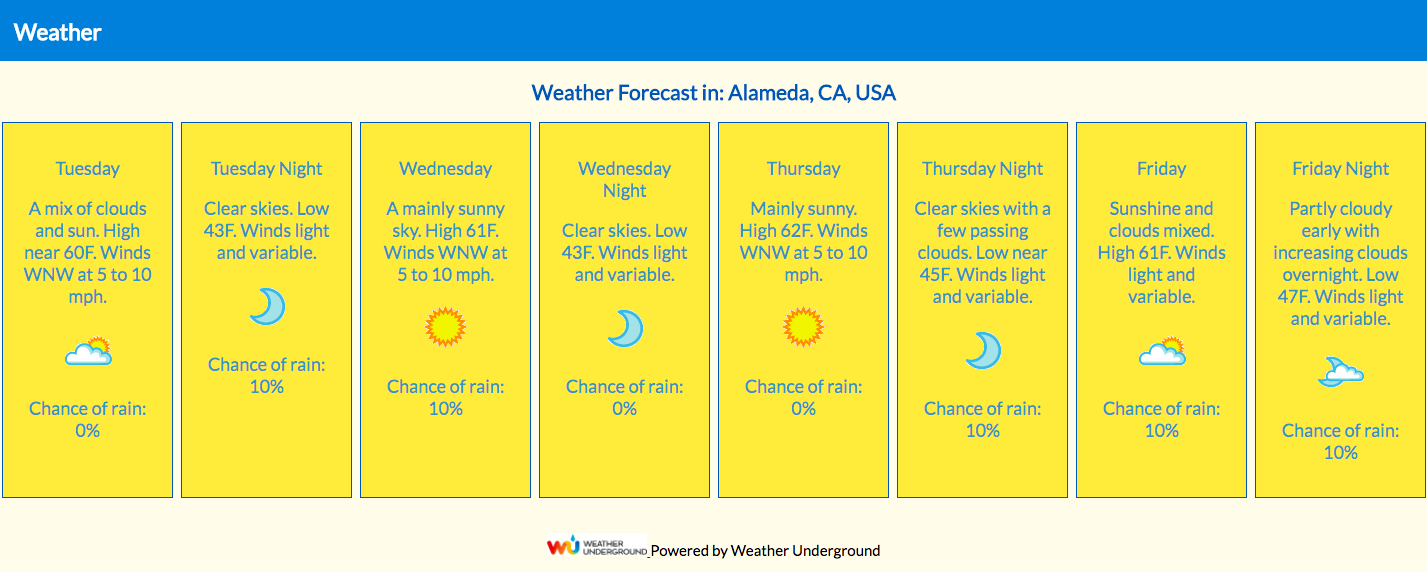 Weather
Weather Forecast in: Alameda, CA, USA
Tuesday
A mix of clouds
and sun. High
near 60F. Winds
WNW at 5 to 10
mph.
Chance of rain:
0%
Tuesday Night
Clear skies. Low
43F. Winds light
and variable.
Chance of rain:
10%
Wednesday
A mainly sunny
sky. High 61F.
Winds WNW at
5 to 10 mph.
Chance of rain:
10%
Wednesday
Night
Clear skies. Low
43F. Winds light
and variable.
Chance of rain:
0%
Thursday
Mainly sunny.
High 62F. Winds
WNW at 5 to 10
mph.
Chance of rain:
0%
Thursday Night
Clear skies with a
few passing
clouds. Low near
45F. Winds light
and variable.
Chance of rain:
10%
Friday
Sunshine and
clouds mixed.
High 61F. Winds
light and
variable.
Chance of rain:
10%
Friday Night
Partly cloudy
early with
increasing clouds
overnight. Low
47F. Winds light
and variable.
Chance of rain:
10%
WU WEATHER
UNDERGROUND Powered by Weather Underground